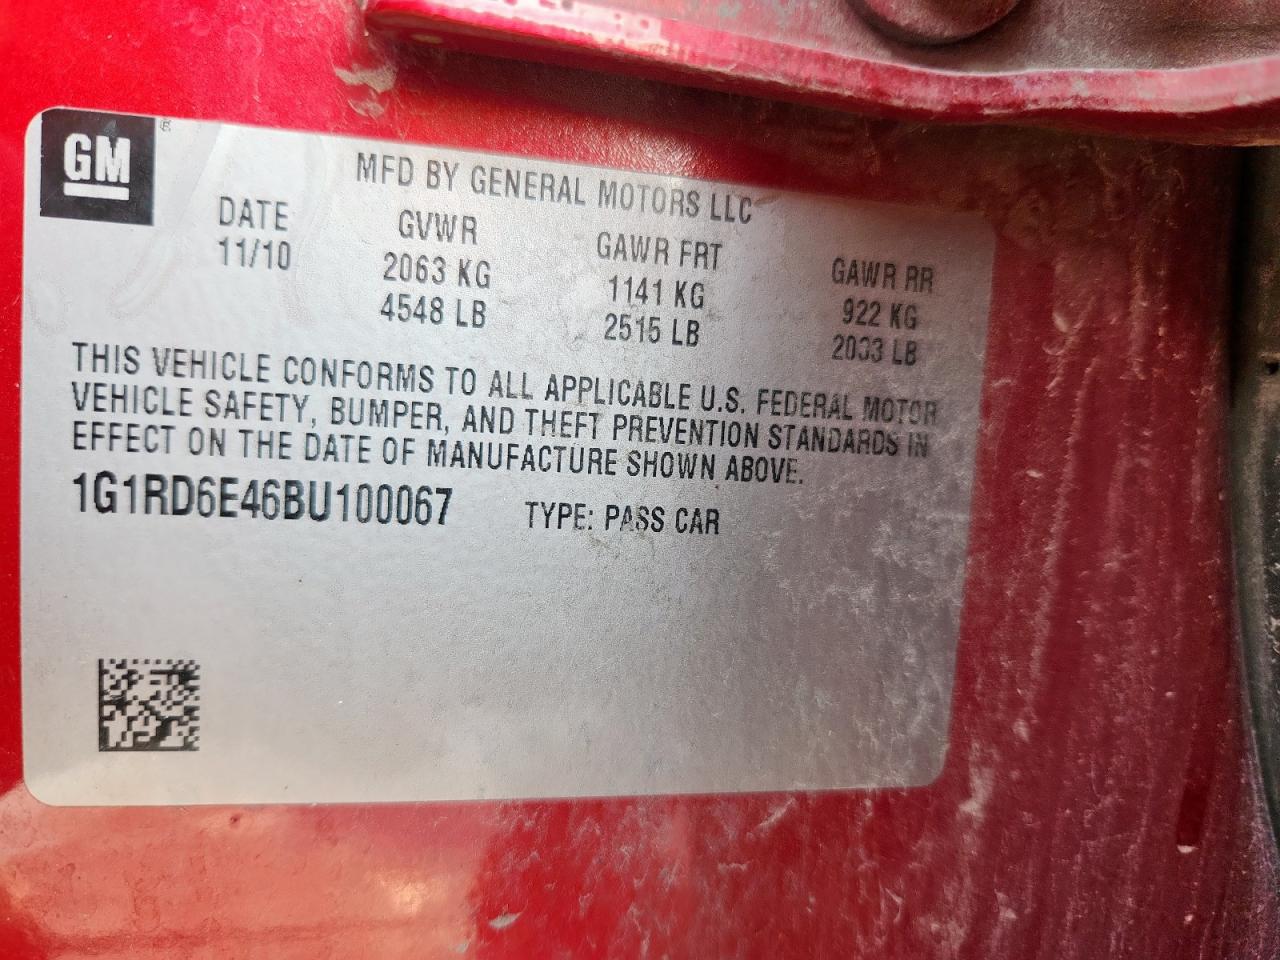 GM ®
MFD BY GENERAL MOTORS LLC
DATE GVWR GAWR FRT GAWR RR
11/10 2063 KG 1141 KG 922 KG
4548 LB 2515 LB 2033 LB
THIS VEHICLE CONFORMS TO ALL APPLICABLE U.S. FEDERAL MOTOR
VEHICLE SAFETY, BUMPER, AND THEFT PREVENTION STANDARDS IN
EFFECT ON THE DATE OF MANUFACTURE SHOWN ABOVE.
1G1RD6E46BU100067 TYPE: PASS CAR